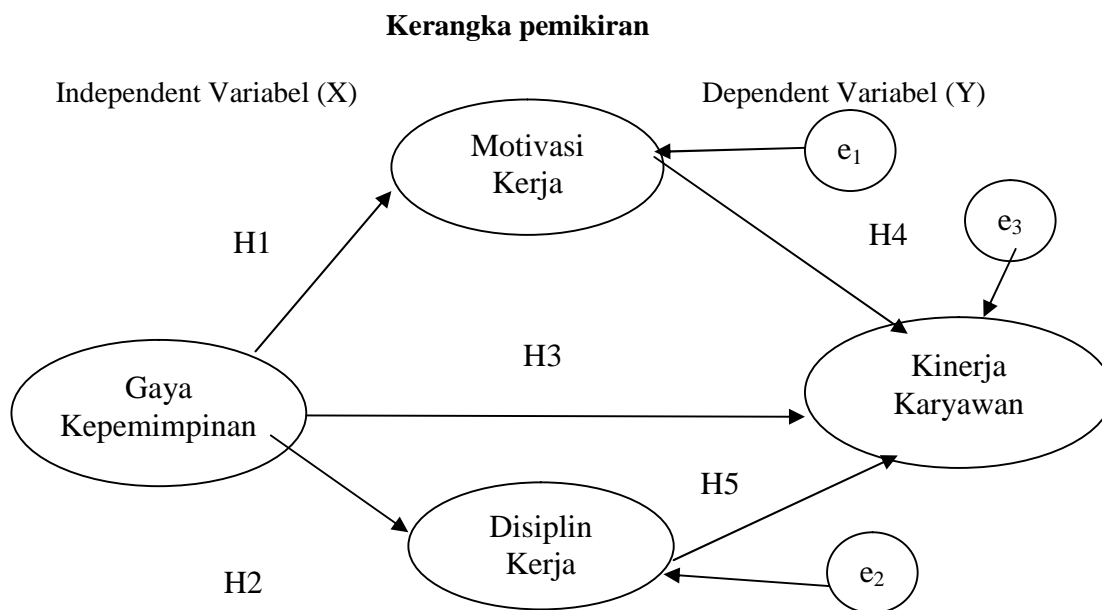 Kerangka pemikiran
Independent Variabel (X)
Dependent Variabel (Y)
Motivasi
Kerja
e₁
H1
H4
e₃
H3
Gaya
Kepemimpinan
Kinerja
Karyawan
H5
Disiplin
Kerja
H2
e₂